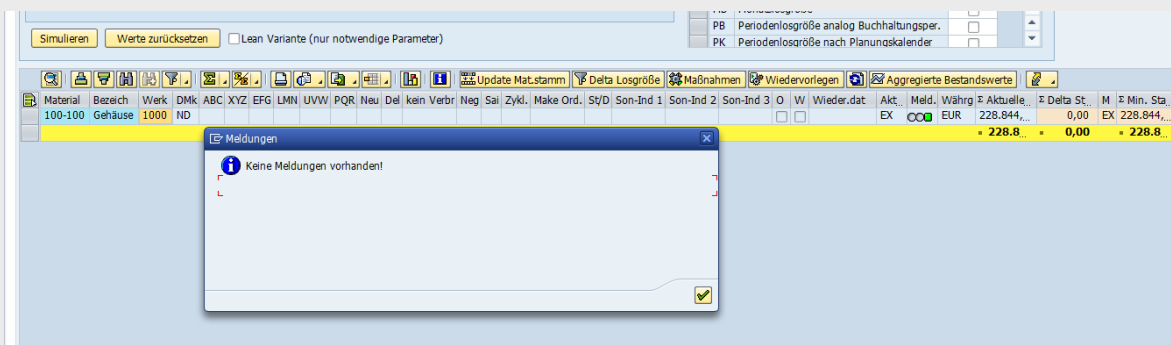 PB Periodenlosgröße analog Buchhaltungsper.
Simulieren Werte zurücksetzen Lean Variante (nur notwendige Parameter) PK Periodenlosgröße nach Planungskalender
Update Mat.stamm Delta Losgröße Maßnahmen Wiedervorlegen Aggregierte Bestandswerte
Material Bezeich Werk DMk ABC XYZ EFG LMN UVW PQR Neu Del kein Verbr Neg Sai Zykl. Make Ord. St/D Son-Ind 1 Son-Ind 2 Son-Ind 3 O W Wieder.dat Akt... Meld. Währg Σ Aktuelle... Σ Delta St... M Σ Min. Sta...
100-100 Gehäuse 1000 ND EX EUR 228.844,... 0,00 EX 228.844,...
228.8... 0,00 228.8...
Meldungen
Keine Meldungen vorhanden!